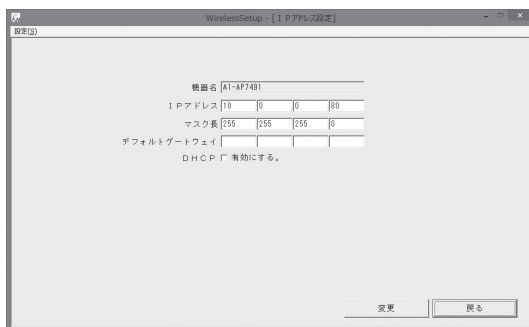 WirelessSetup - [ＩＰアドレス設定]
設定(S)
機器名 A1-AP7491
ＩＰアドレス 10 0 0 80
マスク長 255 255 255 0
デフォルトゲートウェイ
ＤＨＣＰ 有効にする。
変更 戻る